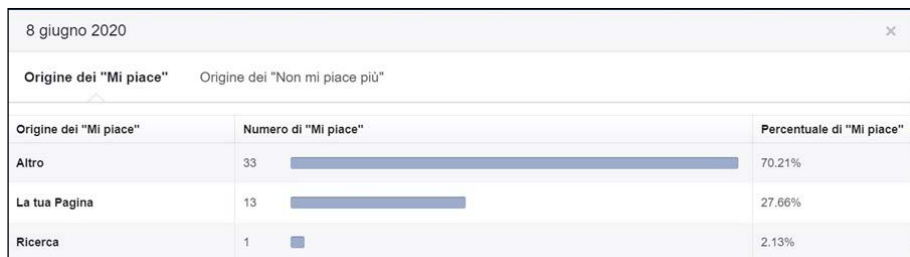 8 giugno 2020 ×
Origine dei "Mi piace" Origine dei "Non mi piace più"
Origine dei "Mi piace" Numero di "Mi piace" Percentuale di "Mi piace"
Altro 33 70.21%
La tua Pagina 13 27.66%
Ricerca 1 2.13%